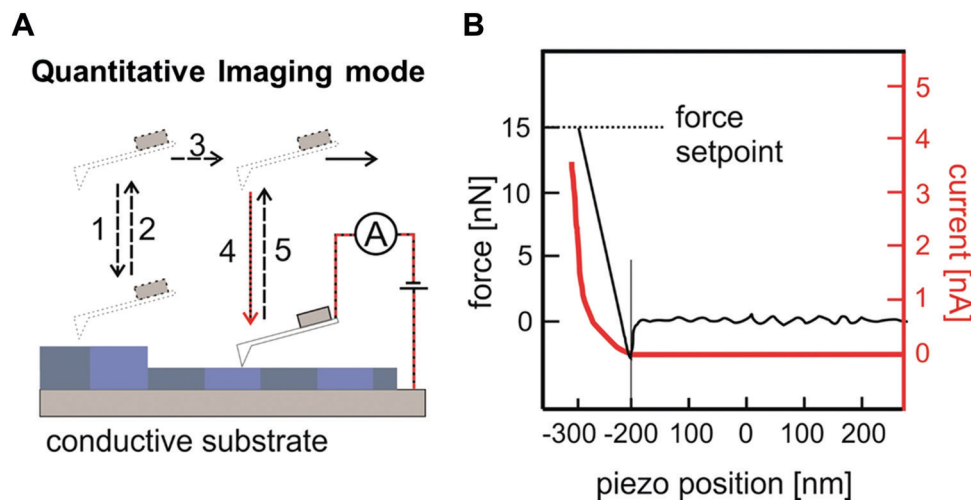 A
Quantitative Imaging mode
3
1
2
4
5
A
conductive substrate
B
force
setpoint
force [nN]
15
10
5
0
current [nA]
5
4
3
2
1
0
-300 -200 100 0 100 200
piezo position [nm]